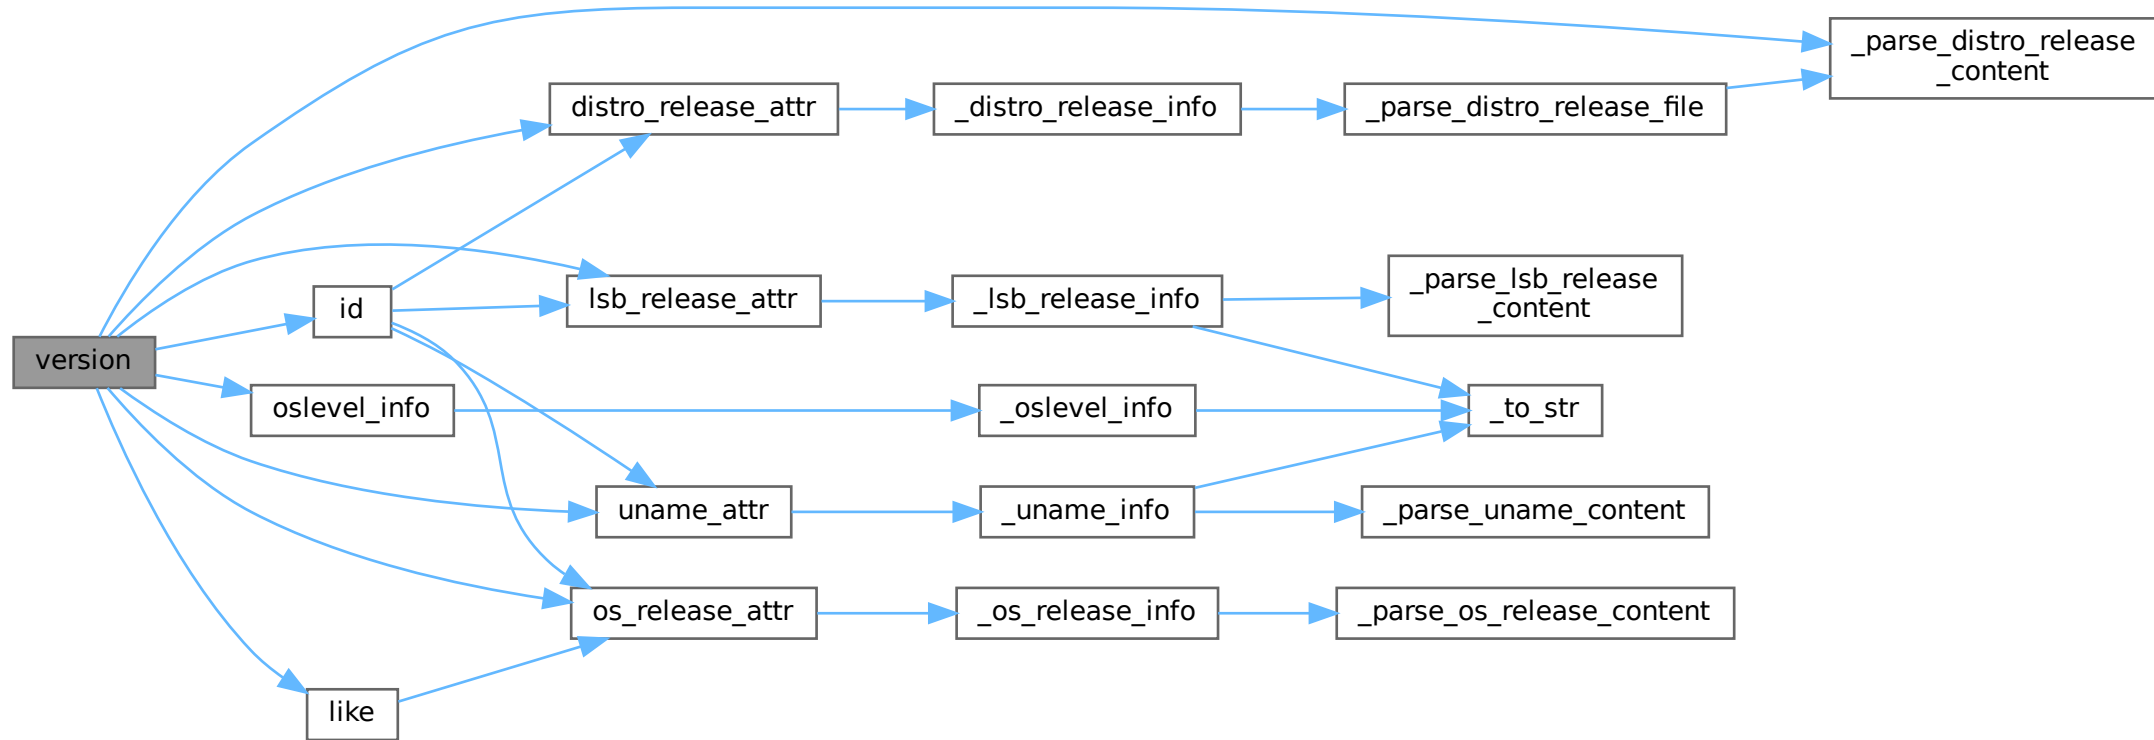 _parse_distro_release
_content
distro_release_attr
_distro_release_info
_parse_distro_release_file
id
lsb_release_attr
_lsb_release_info
_parse_lsb_release
_content
version
oslevel_info
_oslevel_info
_to_str
uname_attr
_uname_info
_parse_uname_content
os_release_attr
_os_release_info
_parse_os_release_content
like